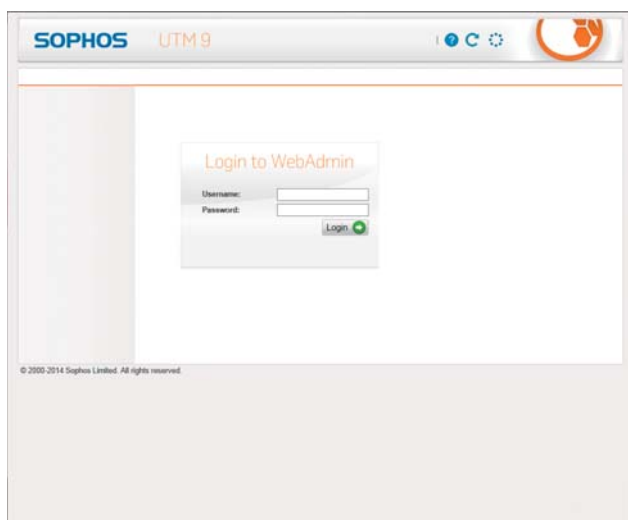 SOPHOS UTM 9
Login to WebAdmin
Username:
Password:
Login
© 2000-2014 Sophos Limited. All rights reserved.